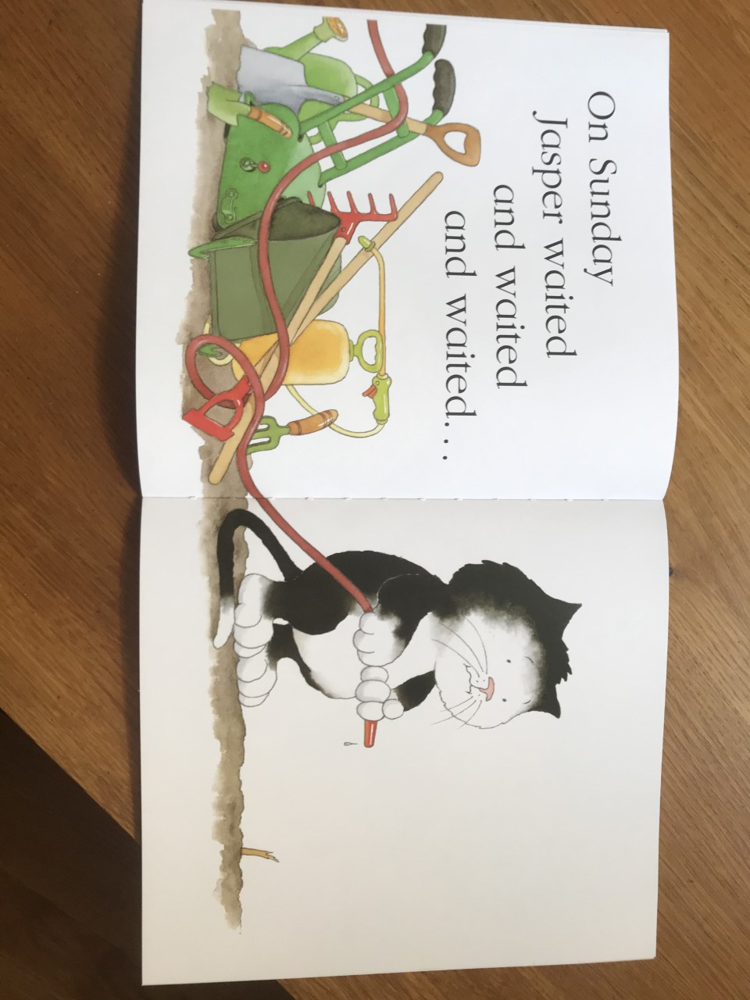 On Sunday
Jasper waited
and waited
and waited. . .